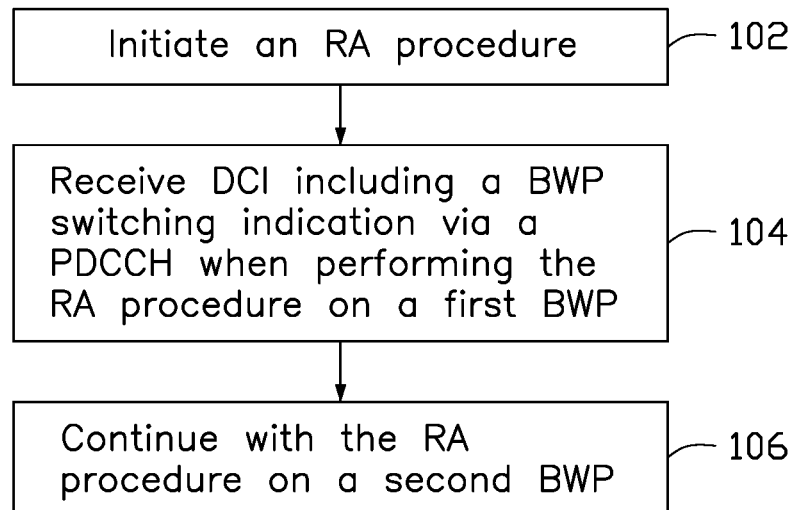 Initiate an RA procedure
102
Receive DCI including a BWP
switching indication via a
PDCCH when performing the
RA procedure on a first BWP
104
Continue with the RA
procedure on a second BWP
106